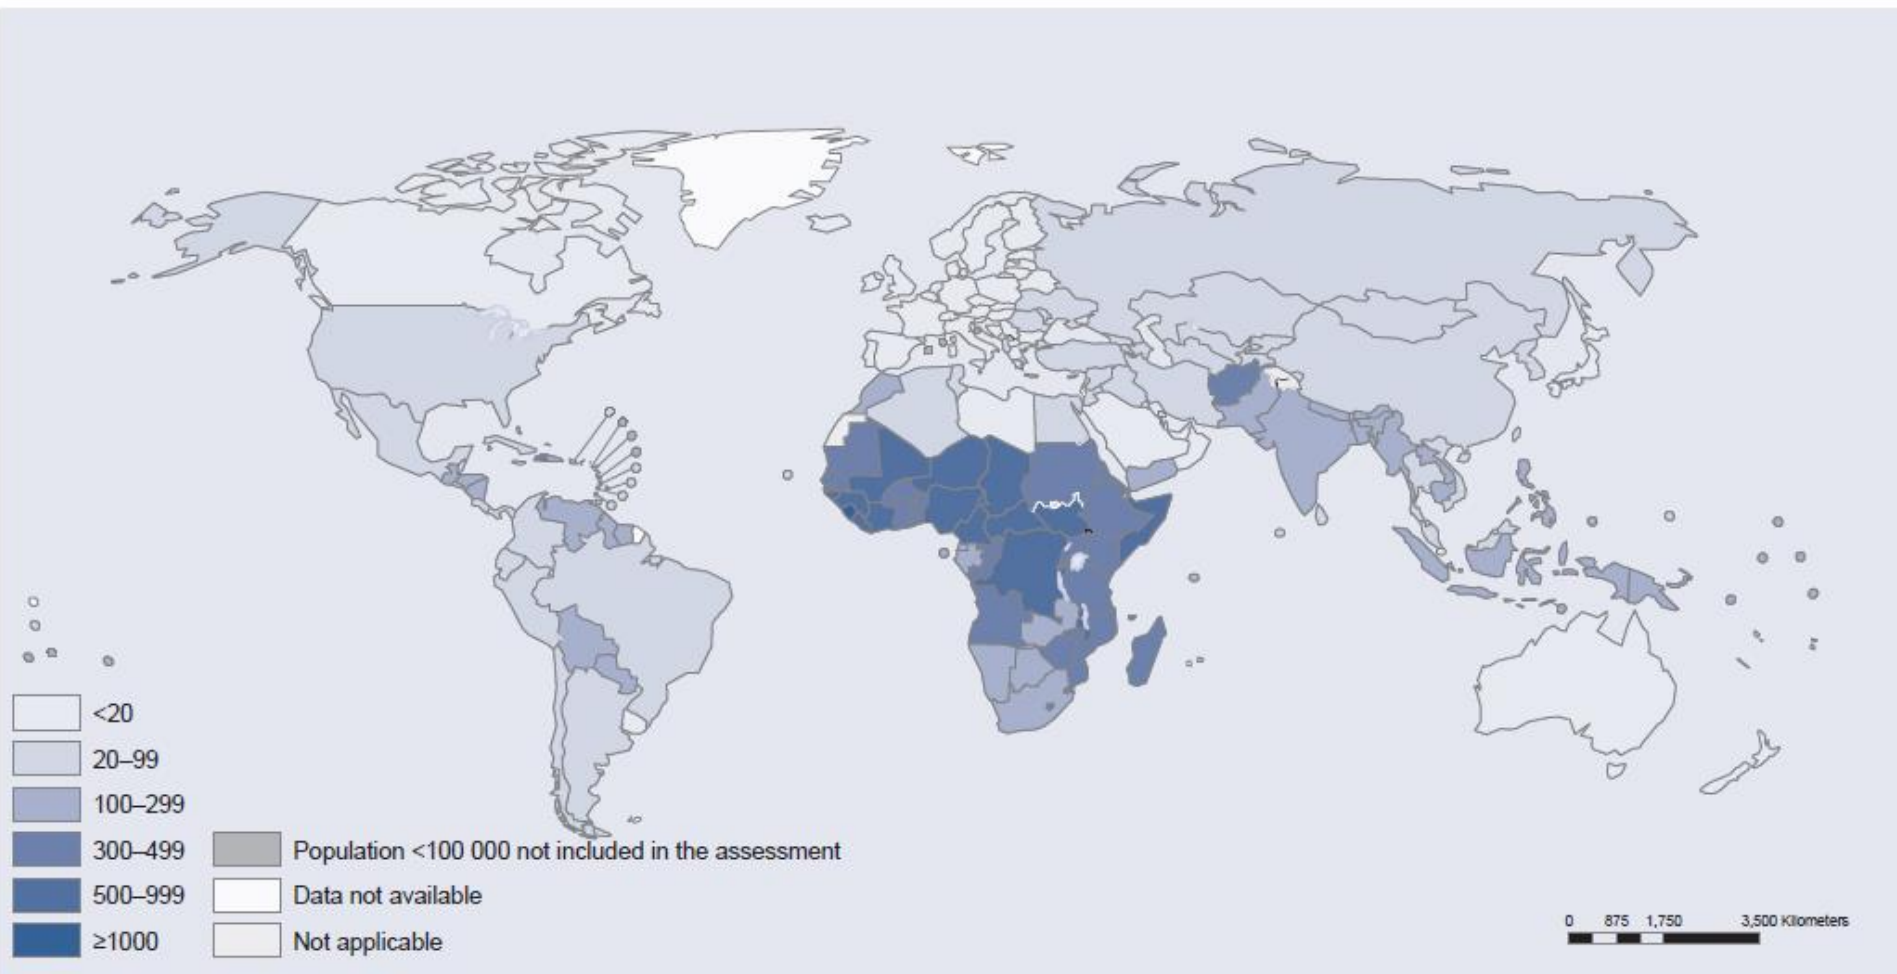 <20
20–99
100–299
300–499
500–999
≥1000
Population <100 000 not included in the assessment
Data not available
Not applicable
0 875 1,750 3,500 Kilometers